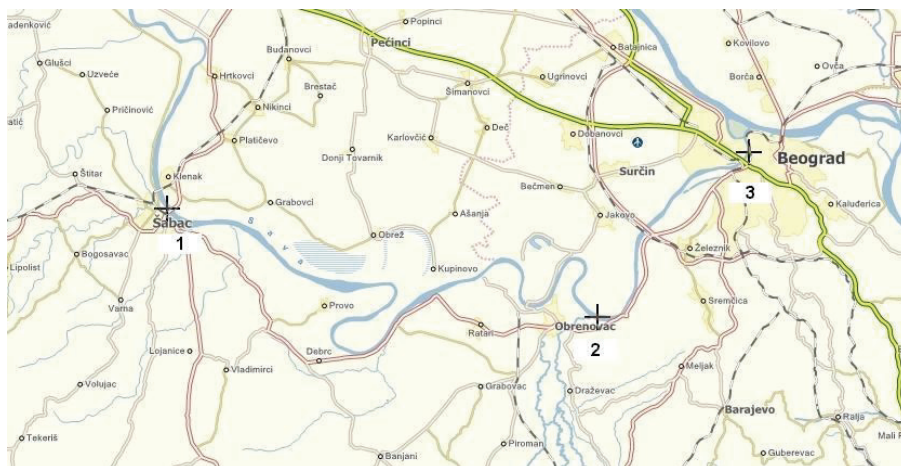 adenković
Popinci
Glušci
Uzveće
Pećinci
Buđanovci
Hrtkovci
Brestač
Šimanovci
Ugrinovci
Batajnica
Kovilovo
Ovča
Borča
atić
Pričinović
Nikinci
Platičevo
Karlovčić
Deč
Dobanovci
Donji Tovarnik
Beograd
Štitar
Klenak
Surčin
Bečmen
3
Grabovci
Kaluđerica
Šabac
1
Sava
Ašanja
Jakovo
Obrež
Železnik
Bogosavac
Lipolist
Kupinovo
Varna
Provo
Sremčica
Ratari
Obrenovac
2
Lojanice
Debrc
Vladimirci
Meljak
Volujac
Grabovac
Draževac
Barajevo
Ralja
Tekeriš
Banjani
Piroman
Guberevac
Mali P